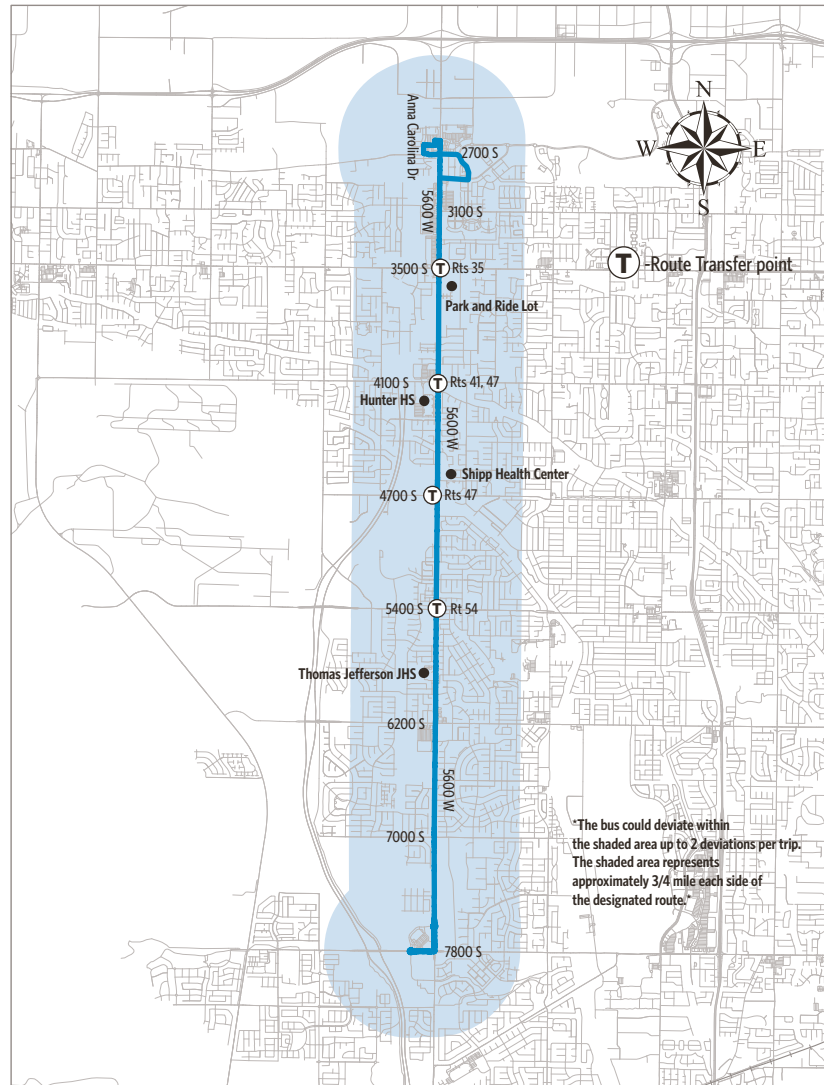 N
W
E
S
Anna Carolina Dr
2700 S
5600 W
3100 S
3500 S
T
Rts 35
T
-Route Transfer point
Park and Ride Lot
4100 S
T
Rts 41, 47
Hunter HS
5600 W
Shipp Health Center
4700 S
T
Rts 47
5400 S
T
Rt 54
Thomas Jefferson JHS
6200 S
5600 W
7000 S
*The bus could deviate within
the shaded area up to 2 deviations per trip.
The shaded area represents
approximately 3/4 mile each side of
the designated route.*
7800 S